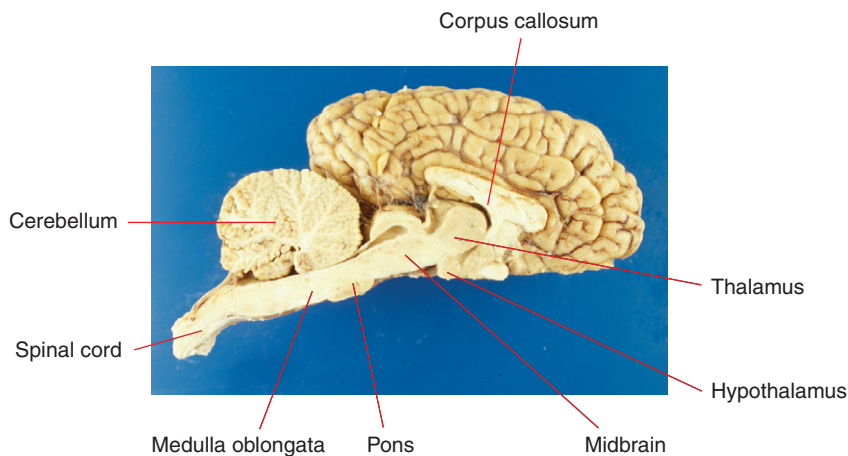 Corpus callosum
Cerebellum
Thalamus
Spinal cord
Hypothalamus
Medulla oblongata
Pons
Midbrain